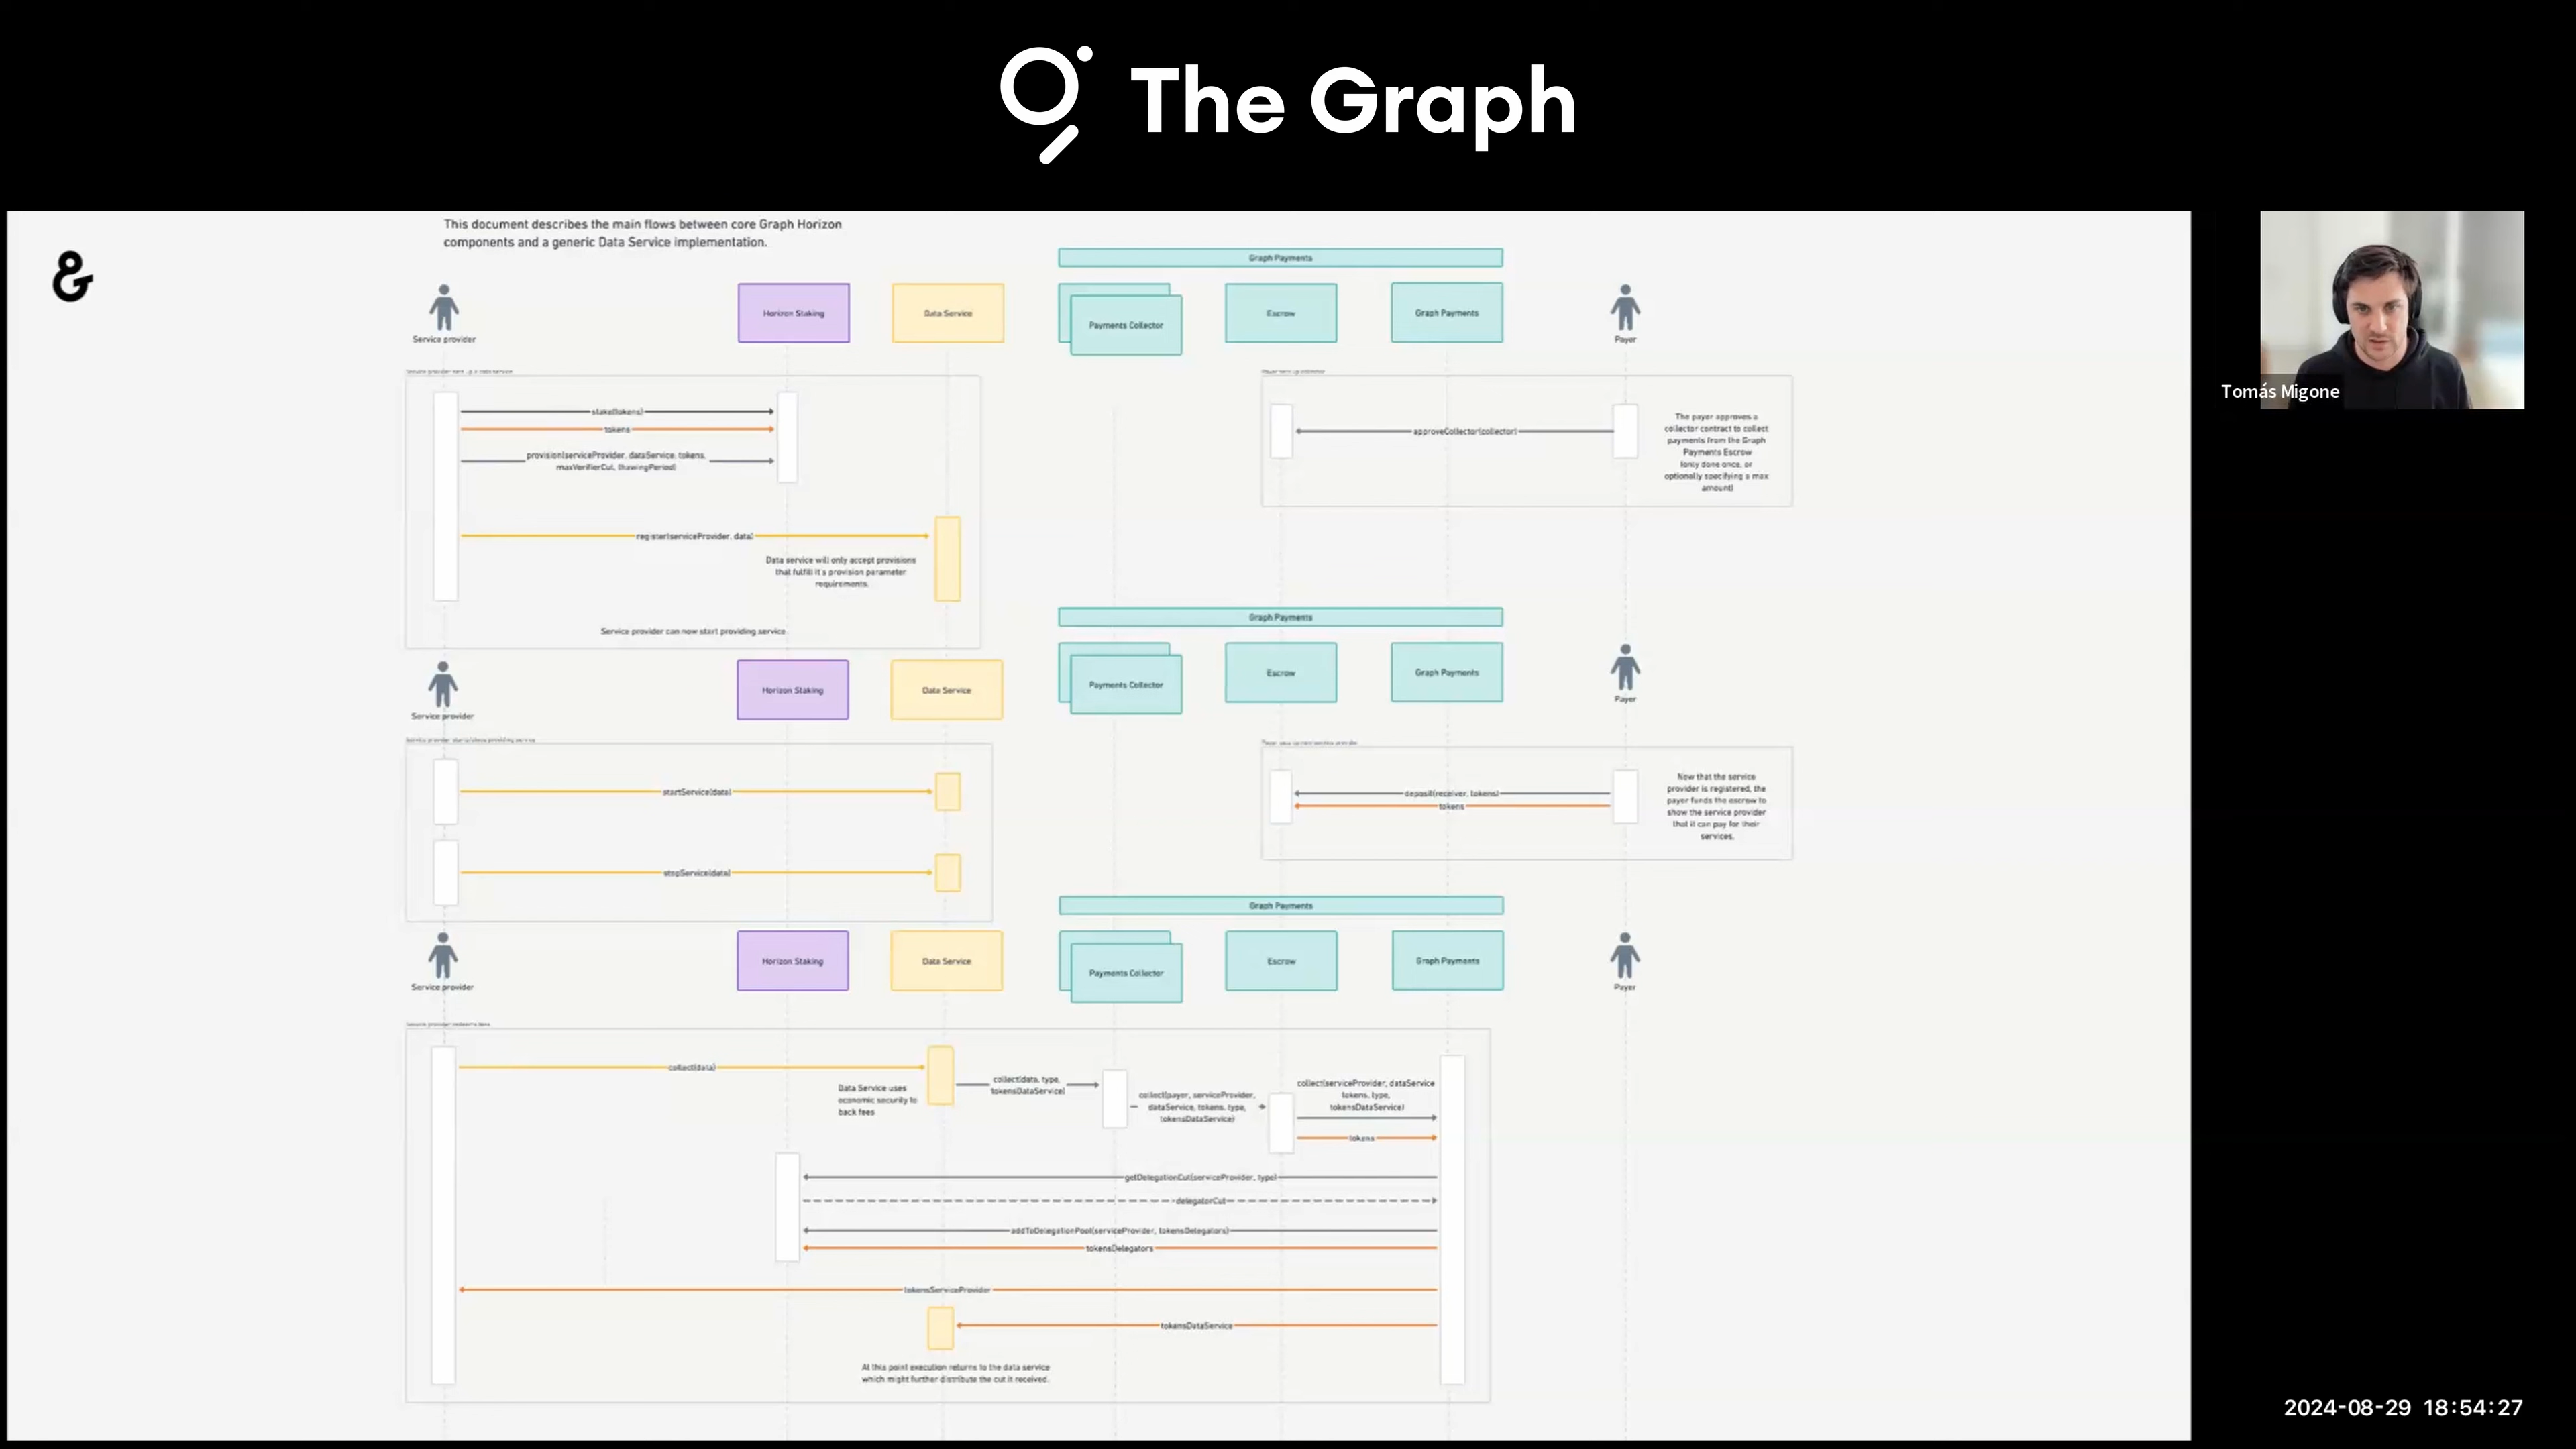 The Graph
This document describes the main flows between core Graph Horizon
components and a generic Data Service implementation.
&
Graph Payments
Service provider
Horizon Staking
Data Service
Payments Collector
Escrow
Graph Payments
Payer
Tomás Migone
stake(tokens)
tokens
provision(serviceProvider, dataService, tokens,
maxVerifierCut, thawingPeriod)
register(serviceProvider, data)
Data service will only accept provisions
that fulfill it's provision parameter
requirements.
Service provider can now start providing service
approveCollector(collector)
The payer approves a
collector contract to collect
payments from the Graph
Payments Escrow
(only done once, or
optionally specifying a max
amount)
Graph Payments
Service provider
Horizon Staking
Data Service
Payments Collector
Escrow
Graph Payments
Payer
startService(data)
stopService(data)
deposit(receiver, tokens)
tokens
Now that the service
provider is registered, the
payer funds the escrow to
show the service provider
that it can pay for their
services.
Graph Payments
Service provider
Horizon Staking
Data Service
Payments Collector
Escrow
Graph Payments
Payer
collect(data)
Data Service uses
economic security to
back fees
collect(data, type,
tokensDataService)
collect(payer, serviceProvider,
dataService, tokens, type,
tokensDataService)
collect(serviceProvider, dataService
tokens, type,
tokensDataService)
tokens
getDelegationCut(serviceProvider, type)
delegatorCut
addToDelegationPool(serviceProvider, tokensDelegators)
tokensDelegators
tokensServiceProvider
tokensDataService
At this point execution returns to the data service
which might further distribute the cut it received.
2024-08-29 18:54:27